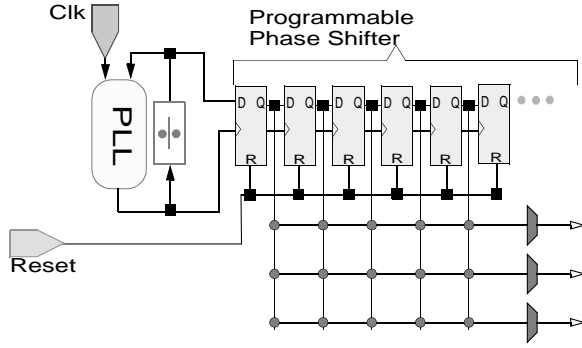 Programmable
Phase Shifter
Clk
PLL
D Q D Q D Q D Q D Q D Q
R R R R R R
Reset